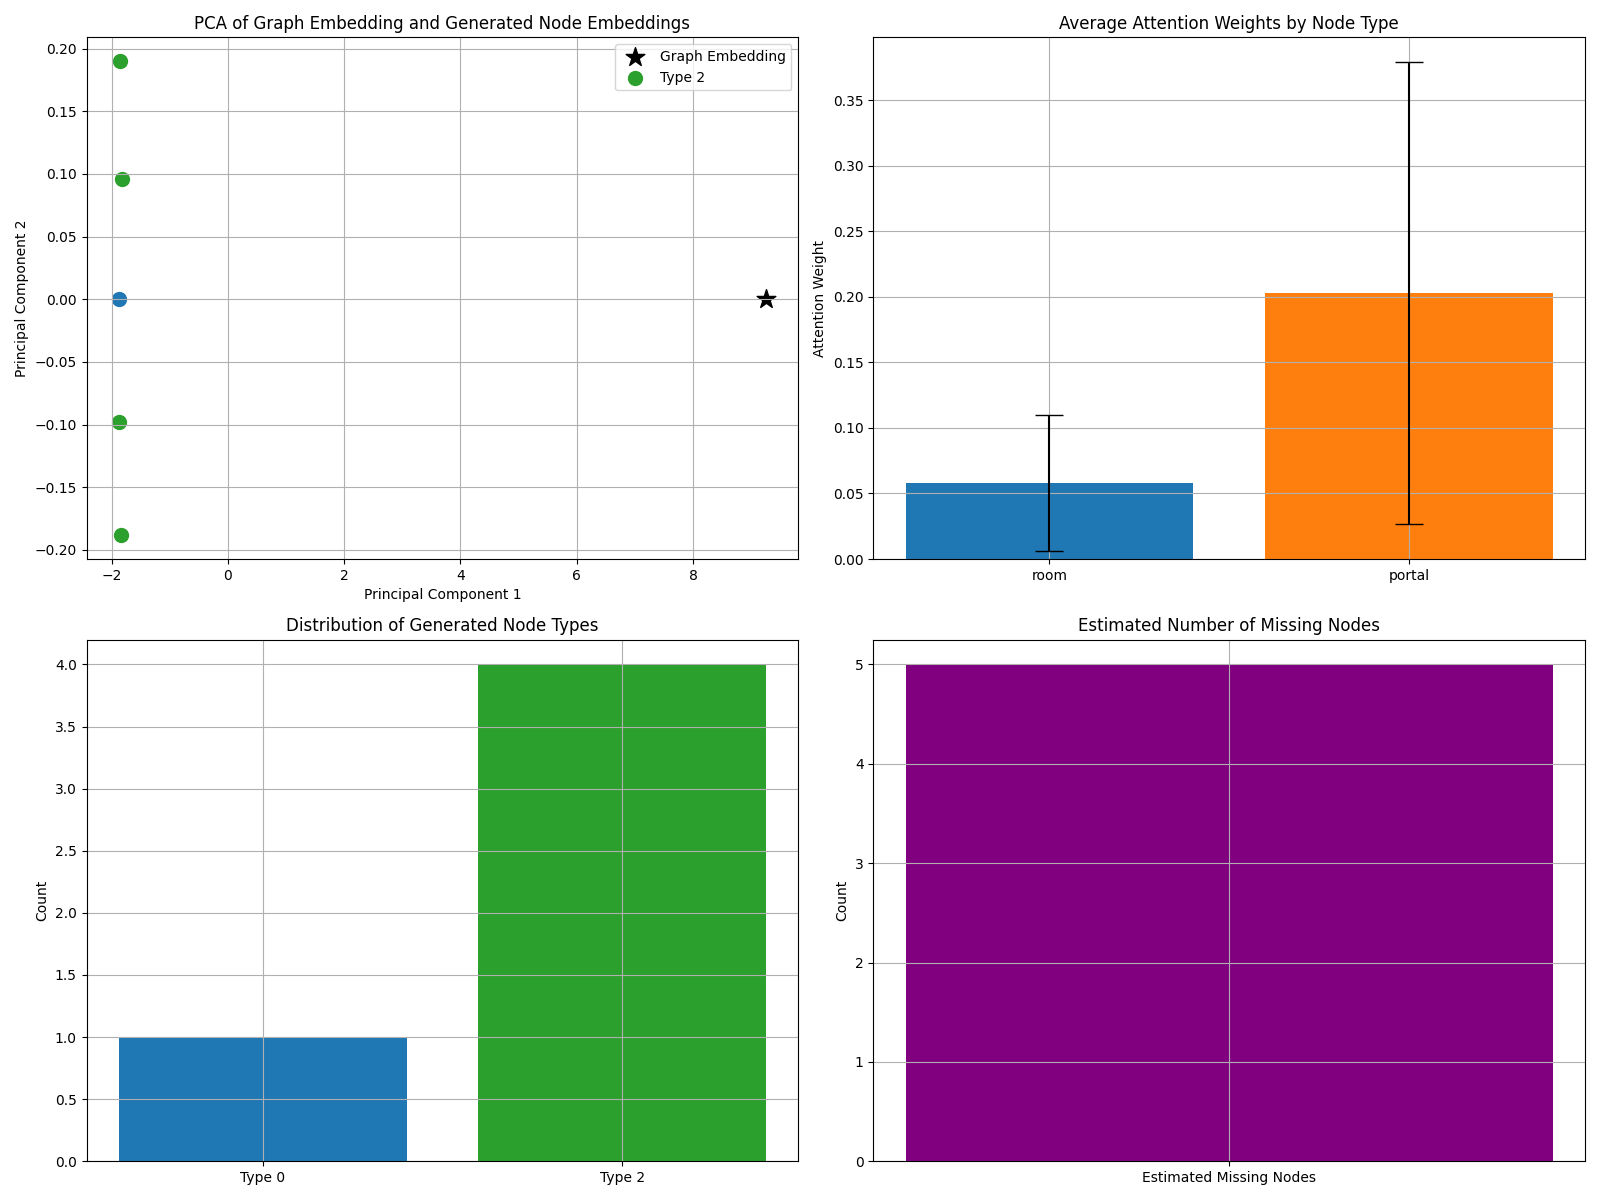 PCA of Graph Embedding and Generated Node Embeddings
Graph Embedding
Type 2
0.20
0.15
0.10
0.05
0.00
−0.05
−0.10
−0.15
−0.20
Principal Component 2
−2
0
2
4
6
8
Principal Component 1
Average Attention Weights by Node Type
0.35
0.30
0.25
0.20
0.15
0.10
0.05
0.00
Attention Weight
room
portal
Distribution of Generated Node Types
4.0
3.5
3.0
2.5
2.0
1.5
1.0
0.5
0.0
Count
Type 0
Type 2
Estimated Number of Missing Nodes
5
4
3
2
1
0
Count
Estimated Missing Nodes